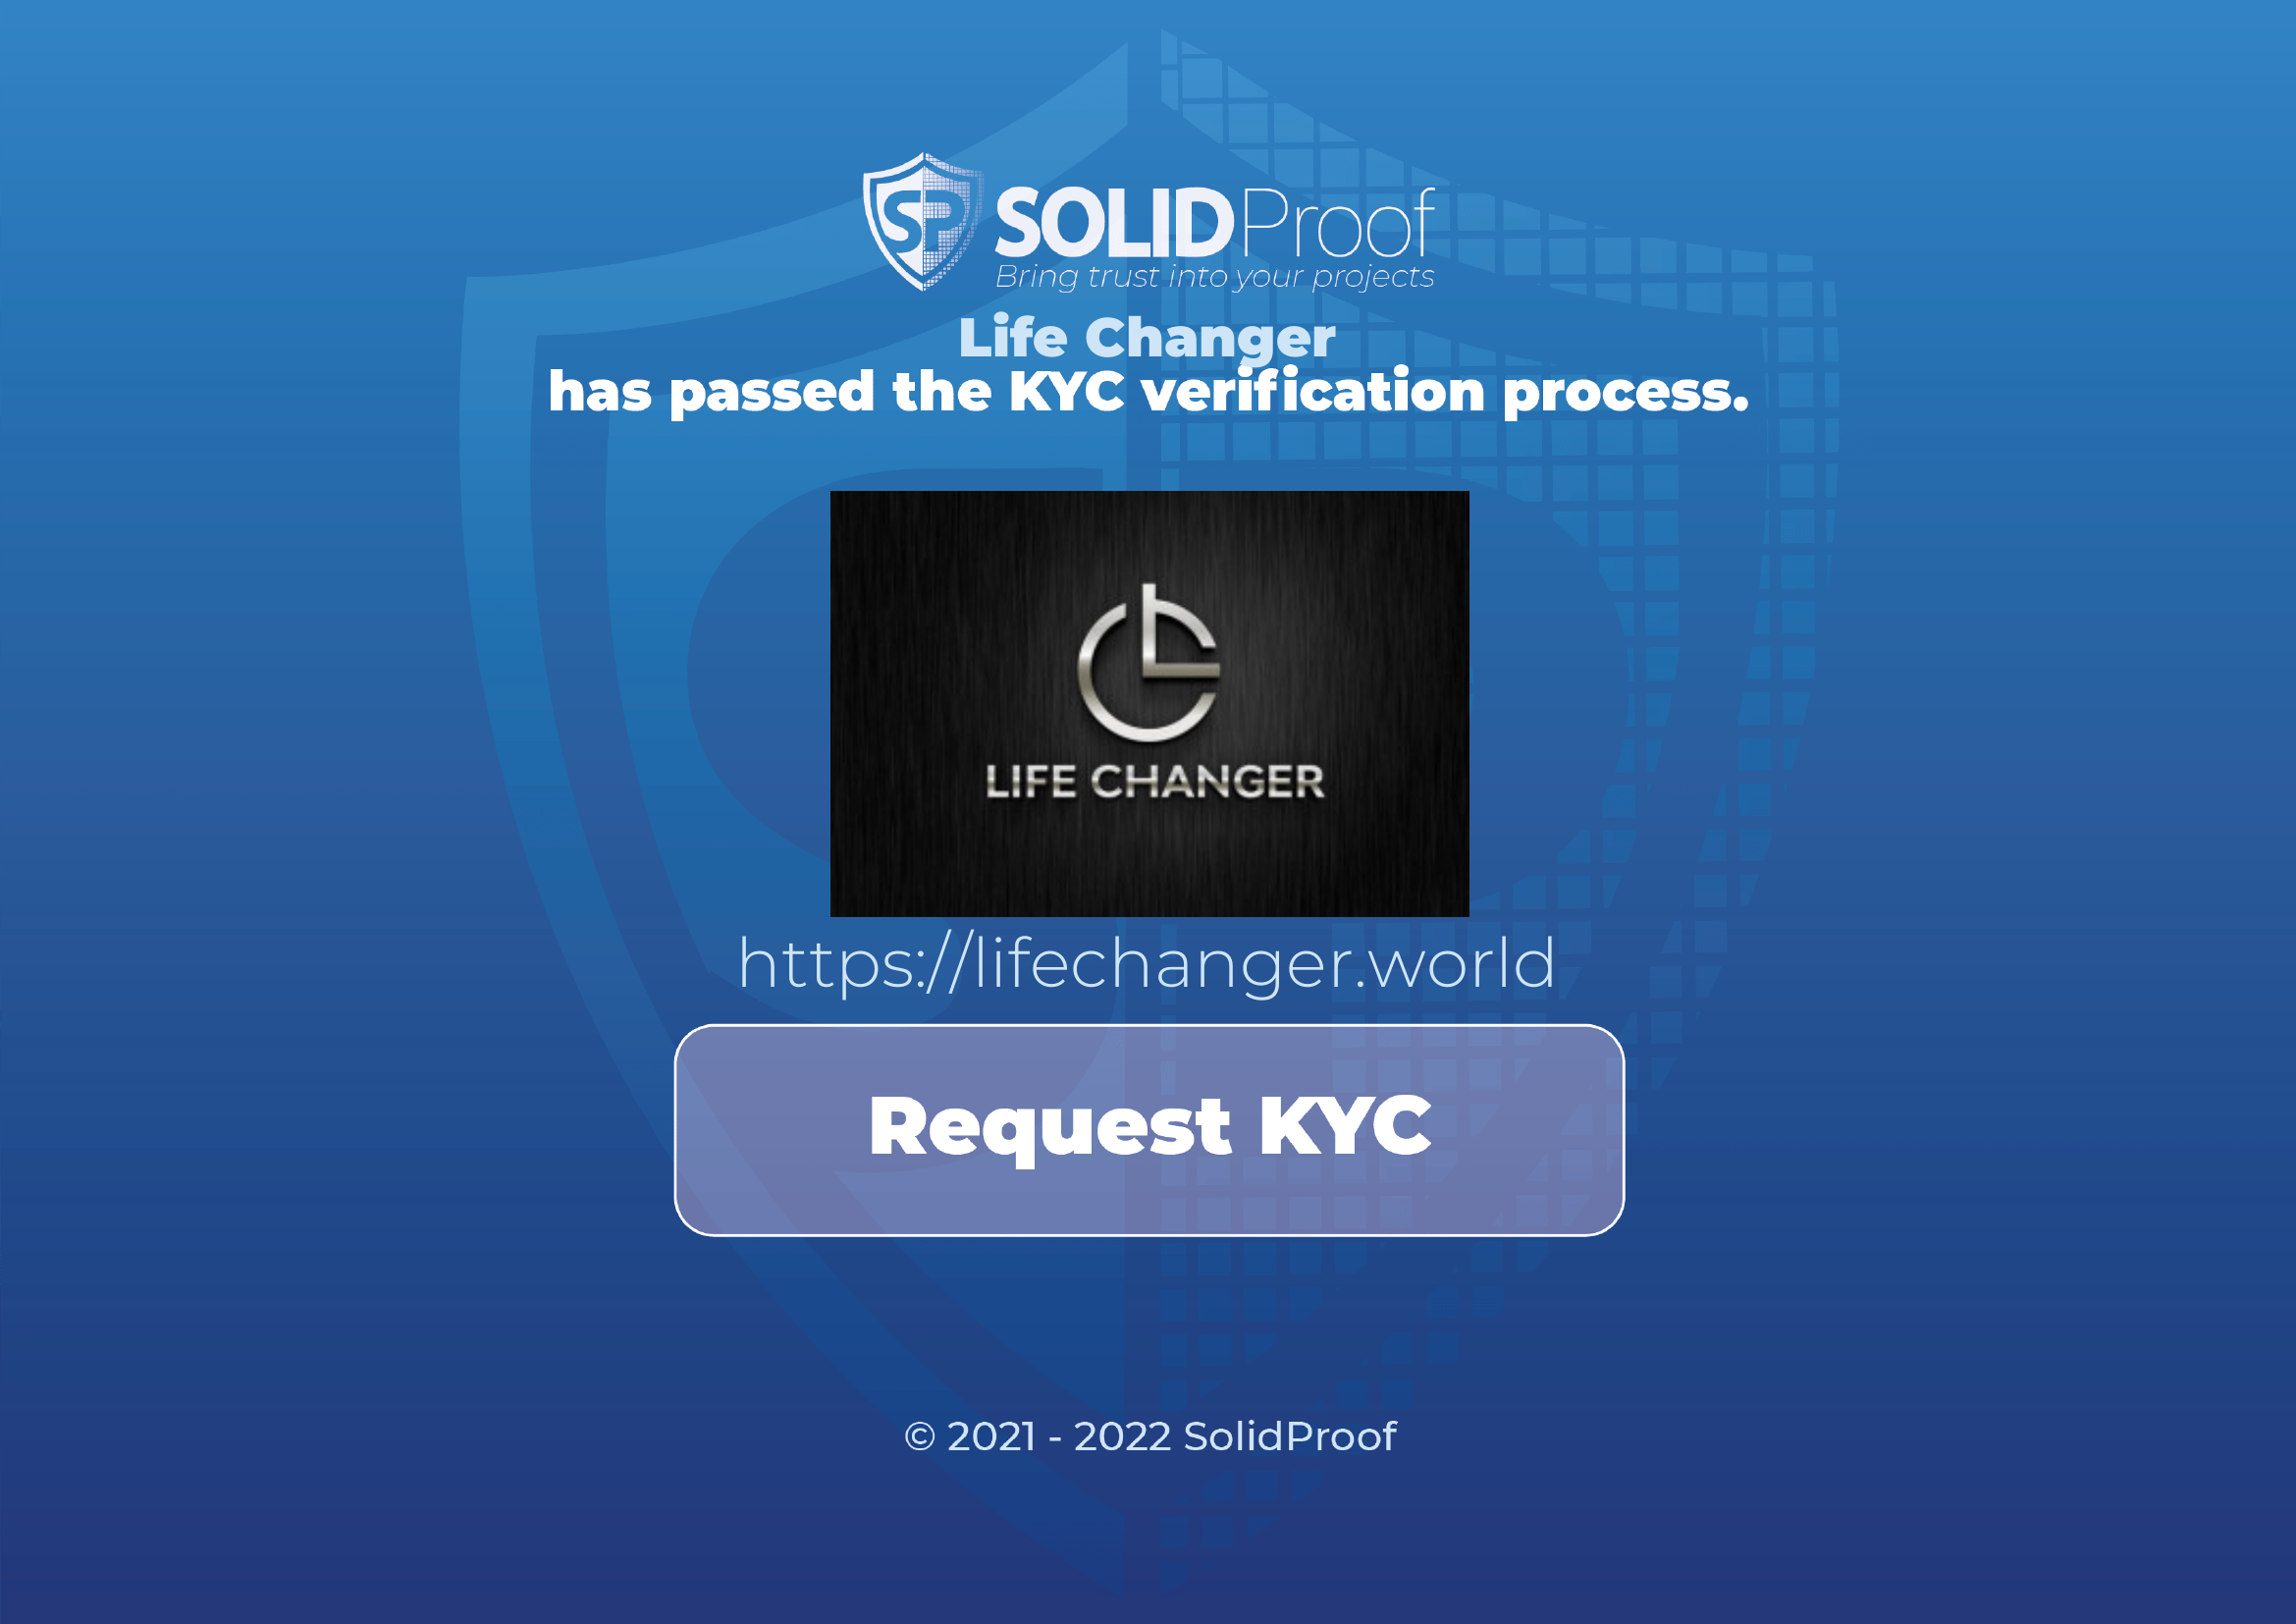 SP SOLIDProof
Bring trust into your projects
Life Changer
has passed the KYC verification process.
LIFE CHANGER
https://lifechanger.world
Request KYC
© 2021 - 2022 SolidProof